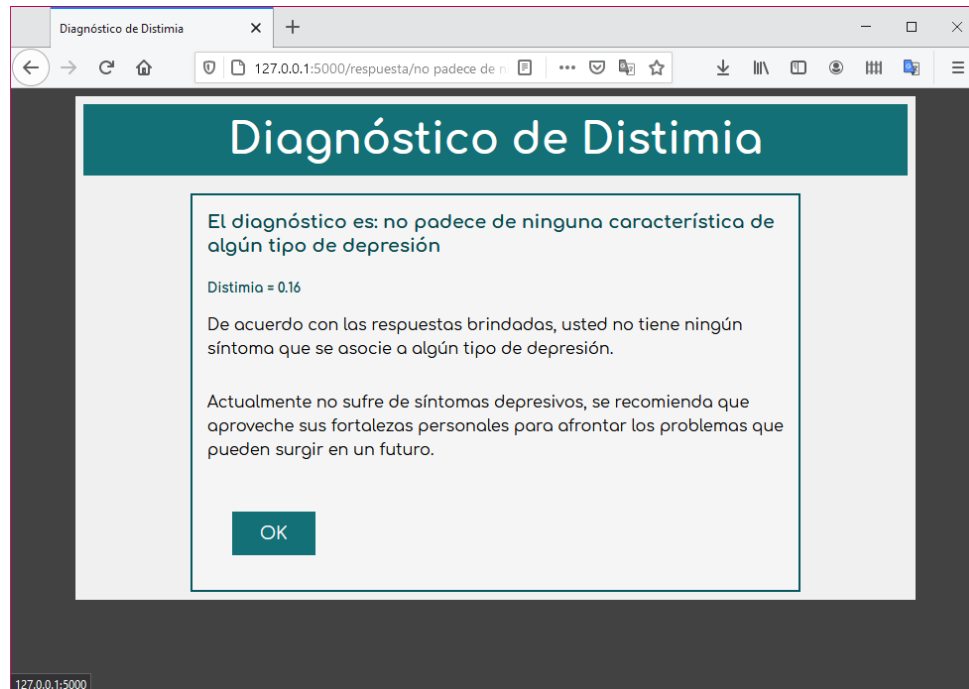 Diagnóstico de Distimia
127.0.0.1:5000/respuesta/no padece de
Diagnóstico de Distimia
El diagnóstico es: no padece de ninguna característica de
algún tipo de depresión
Distimia = 0.16
De acuerdo con las respuestas brindadas, usted no tiene ningún
síntoma que se asocie a algún tipo de depresión.
Actualmente no sufre de síntomas depresivos, se recomienda que
aproveche sus fortalezas personales para afrontar los problemas que
pueden surgir en un futuro.
OK
127.0.0.1:5000